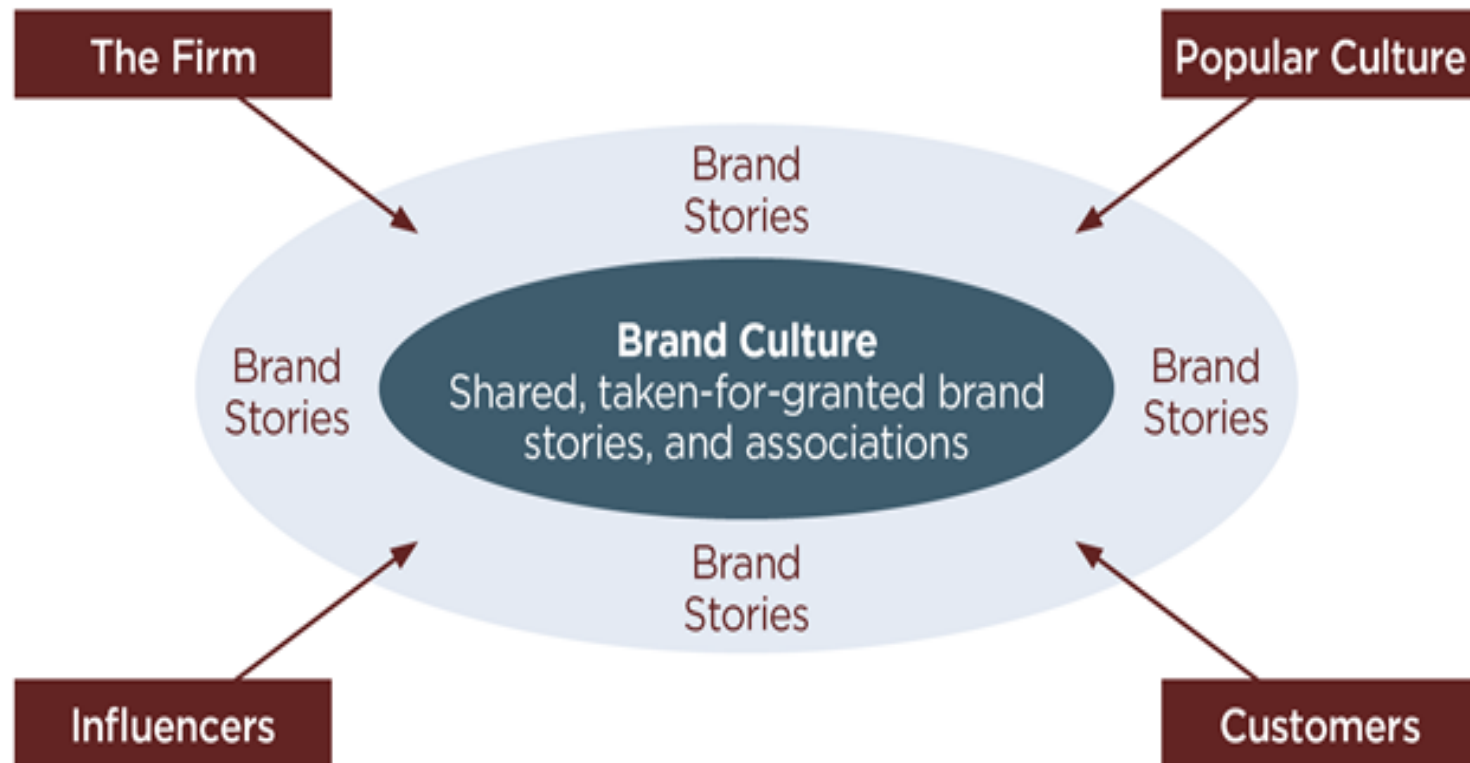 The Firm
Popular Culture
Brand
Stories
Brand
Stories
Brand Culture
Shared, taken-for-granted brand
stories, and associations
Brand
Stories
Brand
Stories
Influencers
Customers